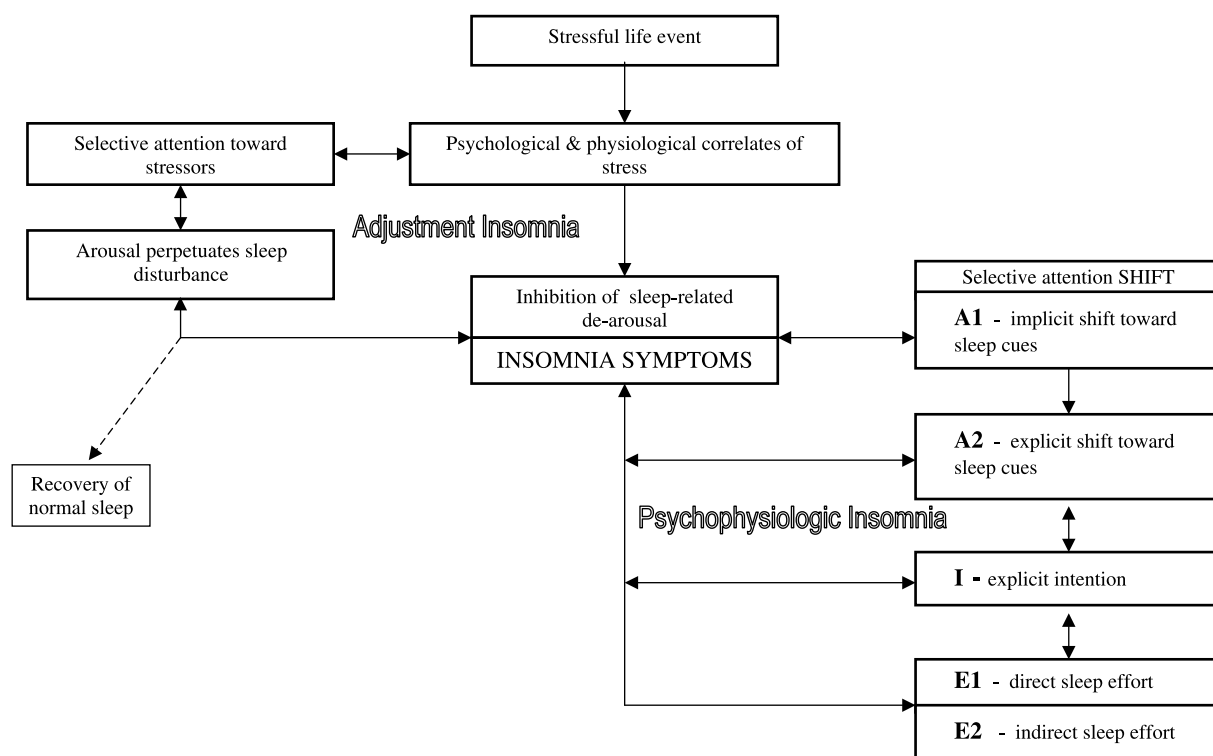 Stressful life event
Selective attention toward
stressors
Psychological & physiological correlates of
stress
Adjustment Insomnia
Arousal perpetuates sleep
disturbance
Inhibition of sleep-related
de-arousal
INSOMNIA SYMPTOMS
Selective attention SHIFT
A1 - implicit shift toward
sleep cues
A2 - explicit shift toward
sleep cues
Recovery of
normal sleep
Psychophysiologic Insomnia
I - explicit intention
E1 - direct sleep effort
E2 - indirect sleep effort